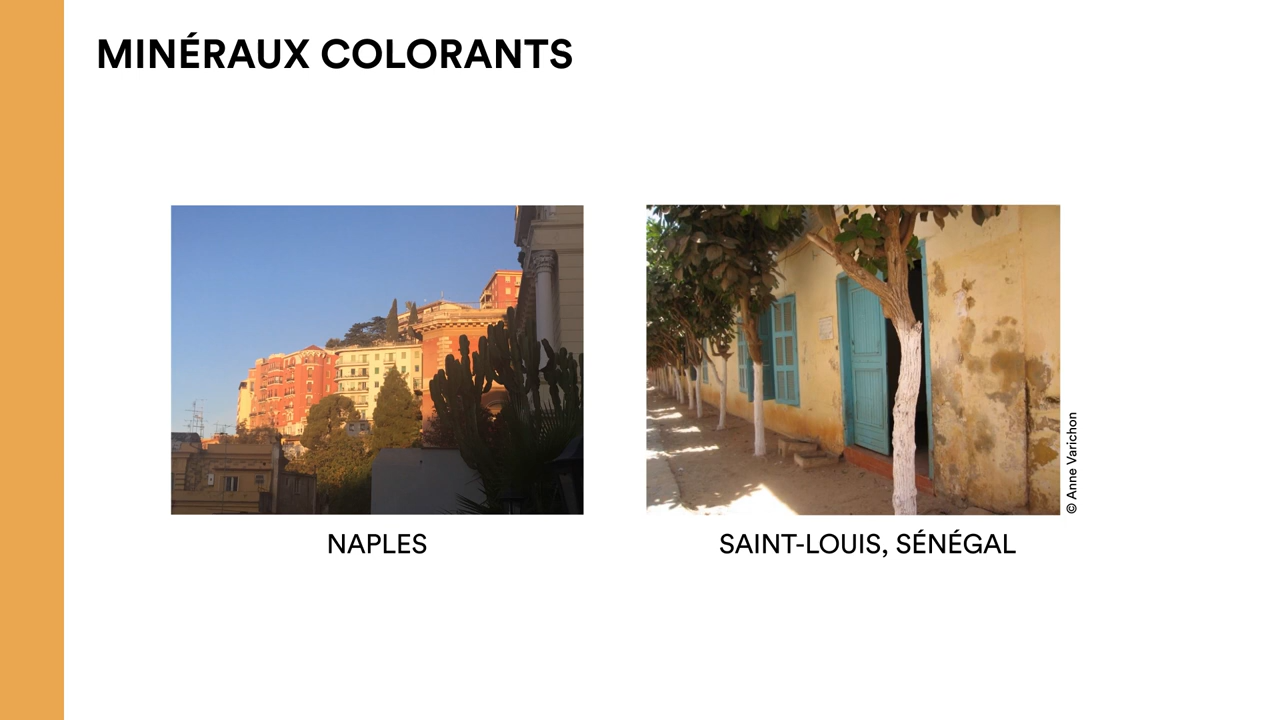 MINÉRAUX COLORANTS
NAPLES
SAINT-LOUIS, SÉNÉGAL
© Anne Varichon